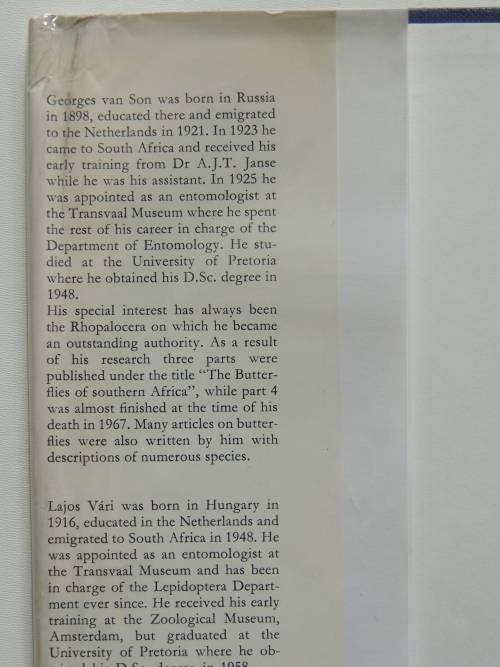 Georges van Son was born in Russia
in 1898, educated there and emigrated
to the Netherlands in 1921. In 1923 he
came to South Africa and received his
early training from Dr A.J.T. Janse
while he was his assistant. In 1925 he
was appointed as an entomologist at
the Transvaal Museum where he spent
the rest of his career in charge of the
Department of Entomology. He stu-
died at the University of Pretoria
where he obtained his D.Sc. degree in
1948.
His special interest has always been
the Rhopalocera on which he became
an outstanding authority. As a result
of his research three parts were
published under the title “The Butter-
flies of southern Africa”, while part 4
was almost finished at the time of his
death in 1967. Many articles on butter-
flies were also written by him with
descriptions of numerous species.
Lajos Vári was born in Hungary in
1916, educated in the Netherlands and
emigrated to South Africa in 1948. He
was appointed as an entomologist at
the Transvaal Museum and has been
in charge of the Lepidoptera Depart-
ment ever since. He received his early
training at the Zoological Museum,
Amsterdam, but graduated at the
University of Pretoria where he ob-
his D.Sc. degree in 1958